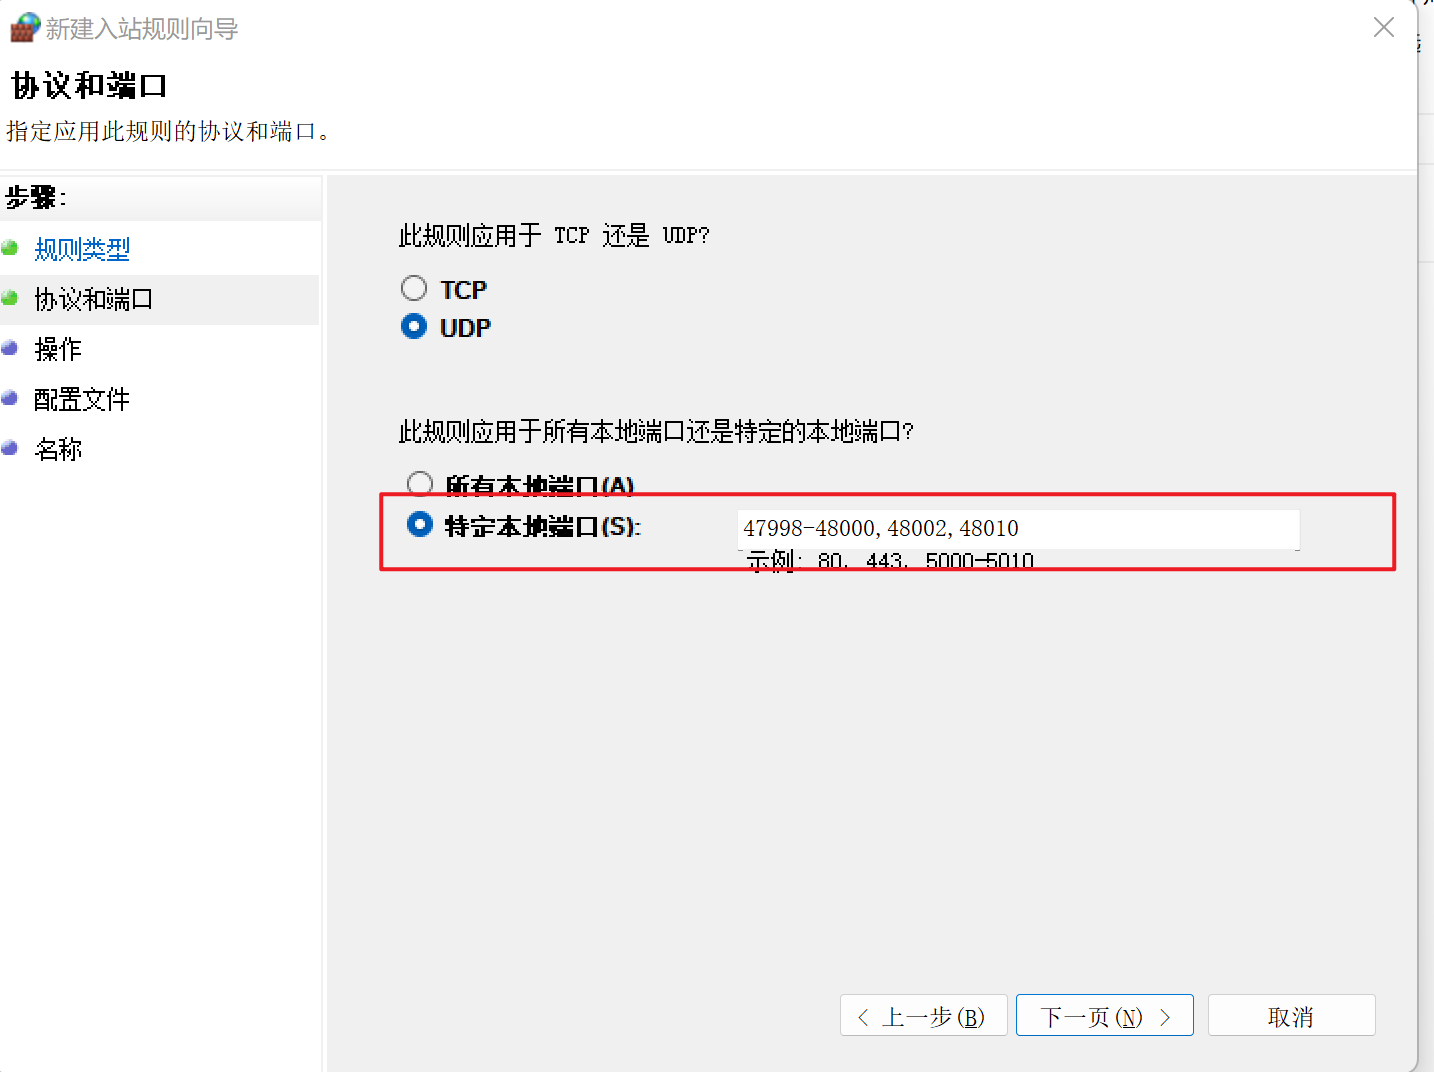 新建入站规则向导
协议和端口
指定应用此规则的协议和端口。
步骤:
规则类型
协议和端口
操作
配置文件
名称
此规则应用于 TCP 还是 UDP?
TCP
UDP
此规则应用于所有本地端口还是特定的本地端口?
所有本地端口(A)
特定本地端口(S): 47998-48000,48002,48010
示例: 80, 443, 5000-5010
< 上一步(B) 下一页(N) > 取消